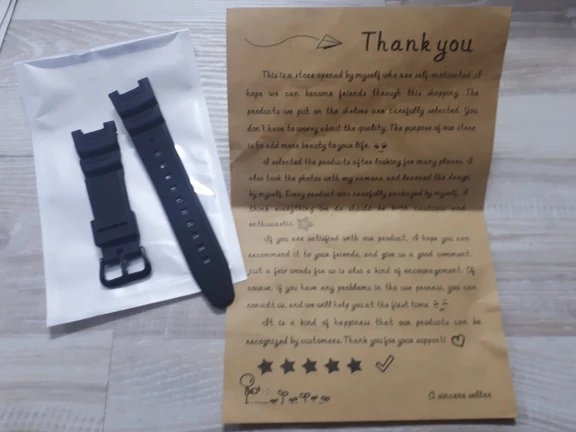 Thank you
This is a store opened by myself who are self-motivated. I
hope we can become friends through this shopping. The
products we put on the shelves are carefully selected. You
don't have to worry about the quality. The purpose of our store
is to add more beauty to your life.
I selected the products after looking for many places. I
also took the photos with my camera and learned the design
by myself. Every product was carefully packaged by myself. I
think everything we do should be both cautious and
enthusiastic.
If you are satisfied with our product, I hope you can
recommend it to your friends, and give us a good comment.
Just a few words for us is also a kind of encouragement. Of
course, if you have any problems in the use process, you can
consult us, and we will help you at the first time.
It is a kind of happiness that our products can be
recognized by customers. Thank you for your support!
A sincere seller